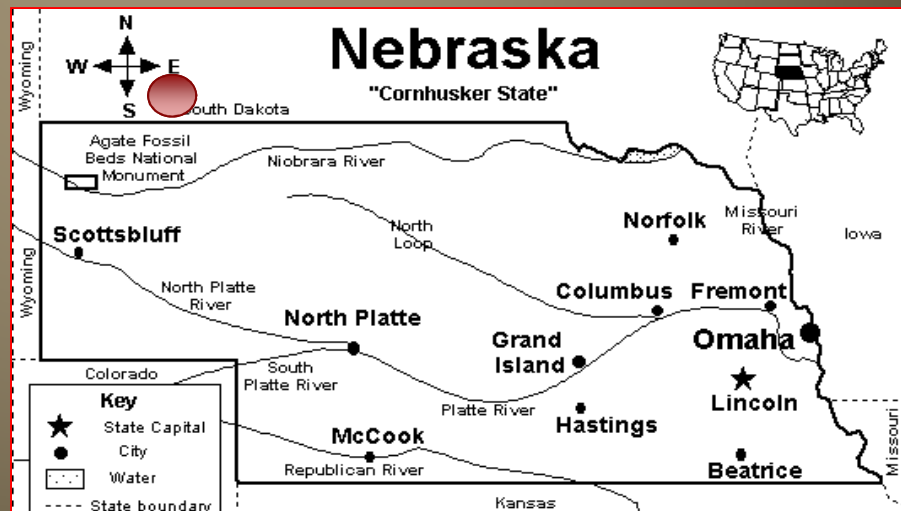 N
Nebraska
W E
S
"Cornhusker State"
Wyoming
outh Dakota
Agate Fossil
Beds National
Monument
Niobrara River
North
Loop
Norfolk
Missouri
River
Iowa
Scottsbluff
Wyoming
North Platte
River
Columbus
Fremont
North Platte
Grand
Island
Omaha
Colorado
South
Platte River
Platte River
Lincoln
Hastings
McCook
Republican River
Beatrice
Missouri
Kansas
Key
State Capital
City
Water
State boundary